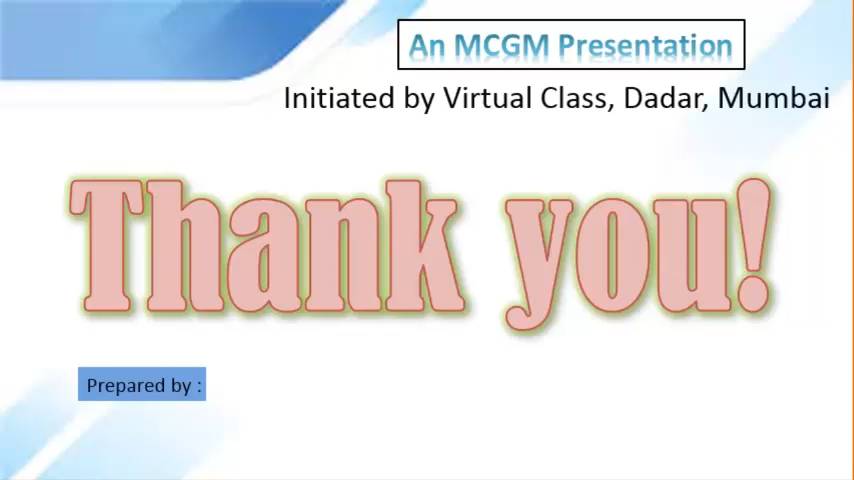 An MCGM Presentation
Initiated by Virtual Class, Dadar, Mumbai
Thank you!
Prepared by :